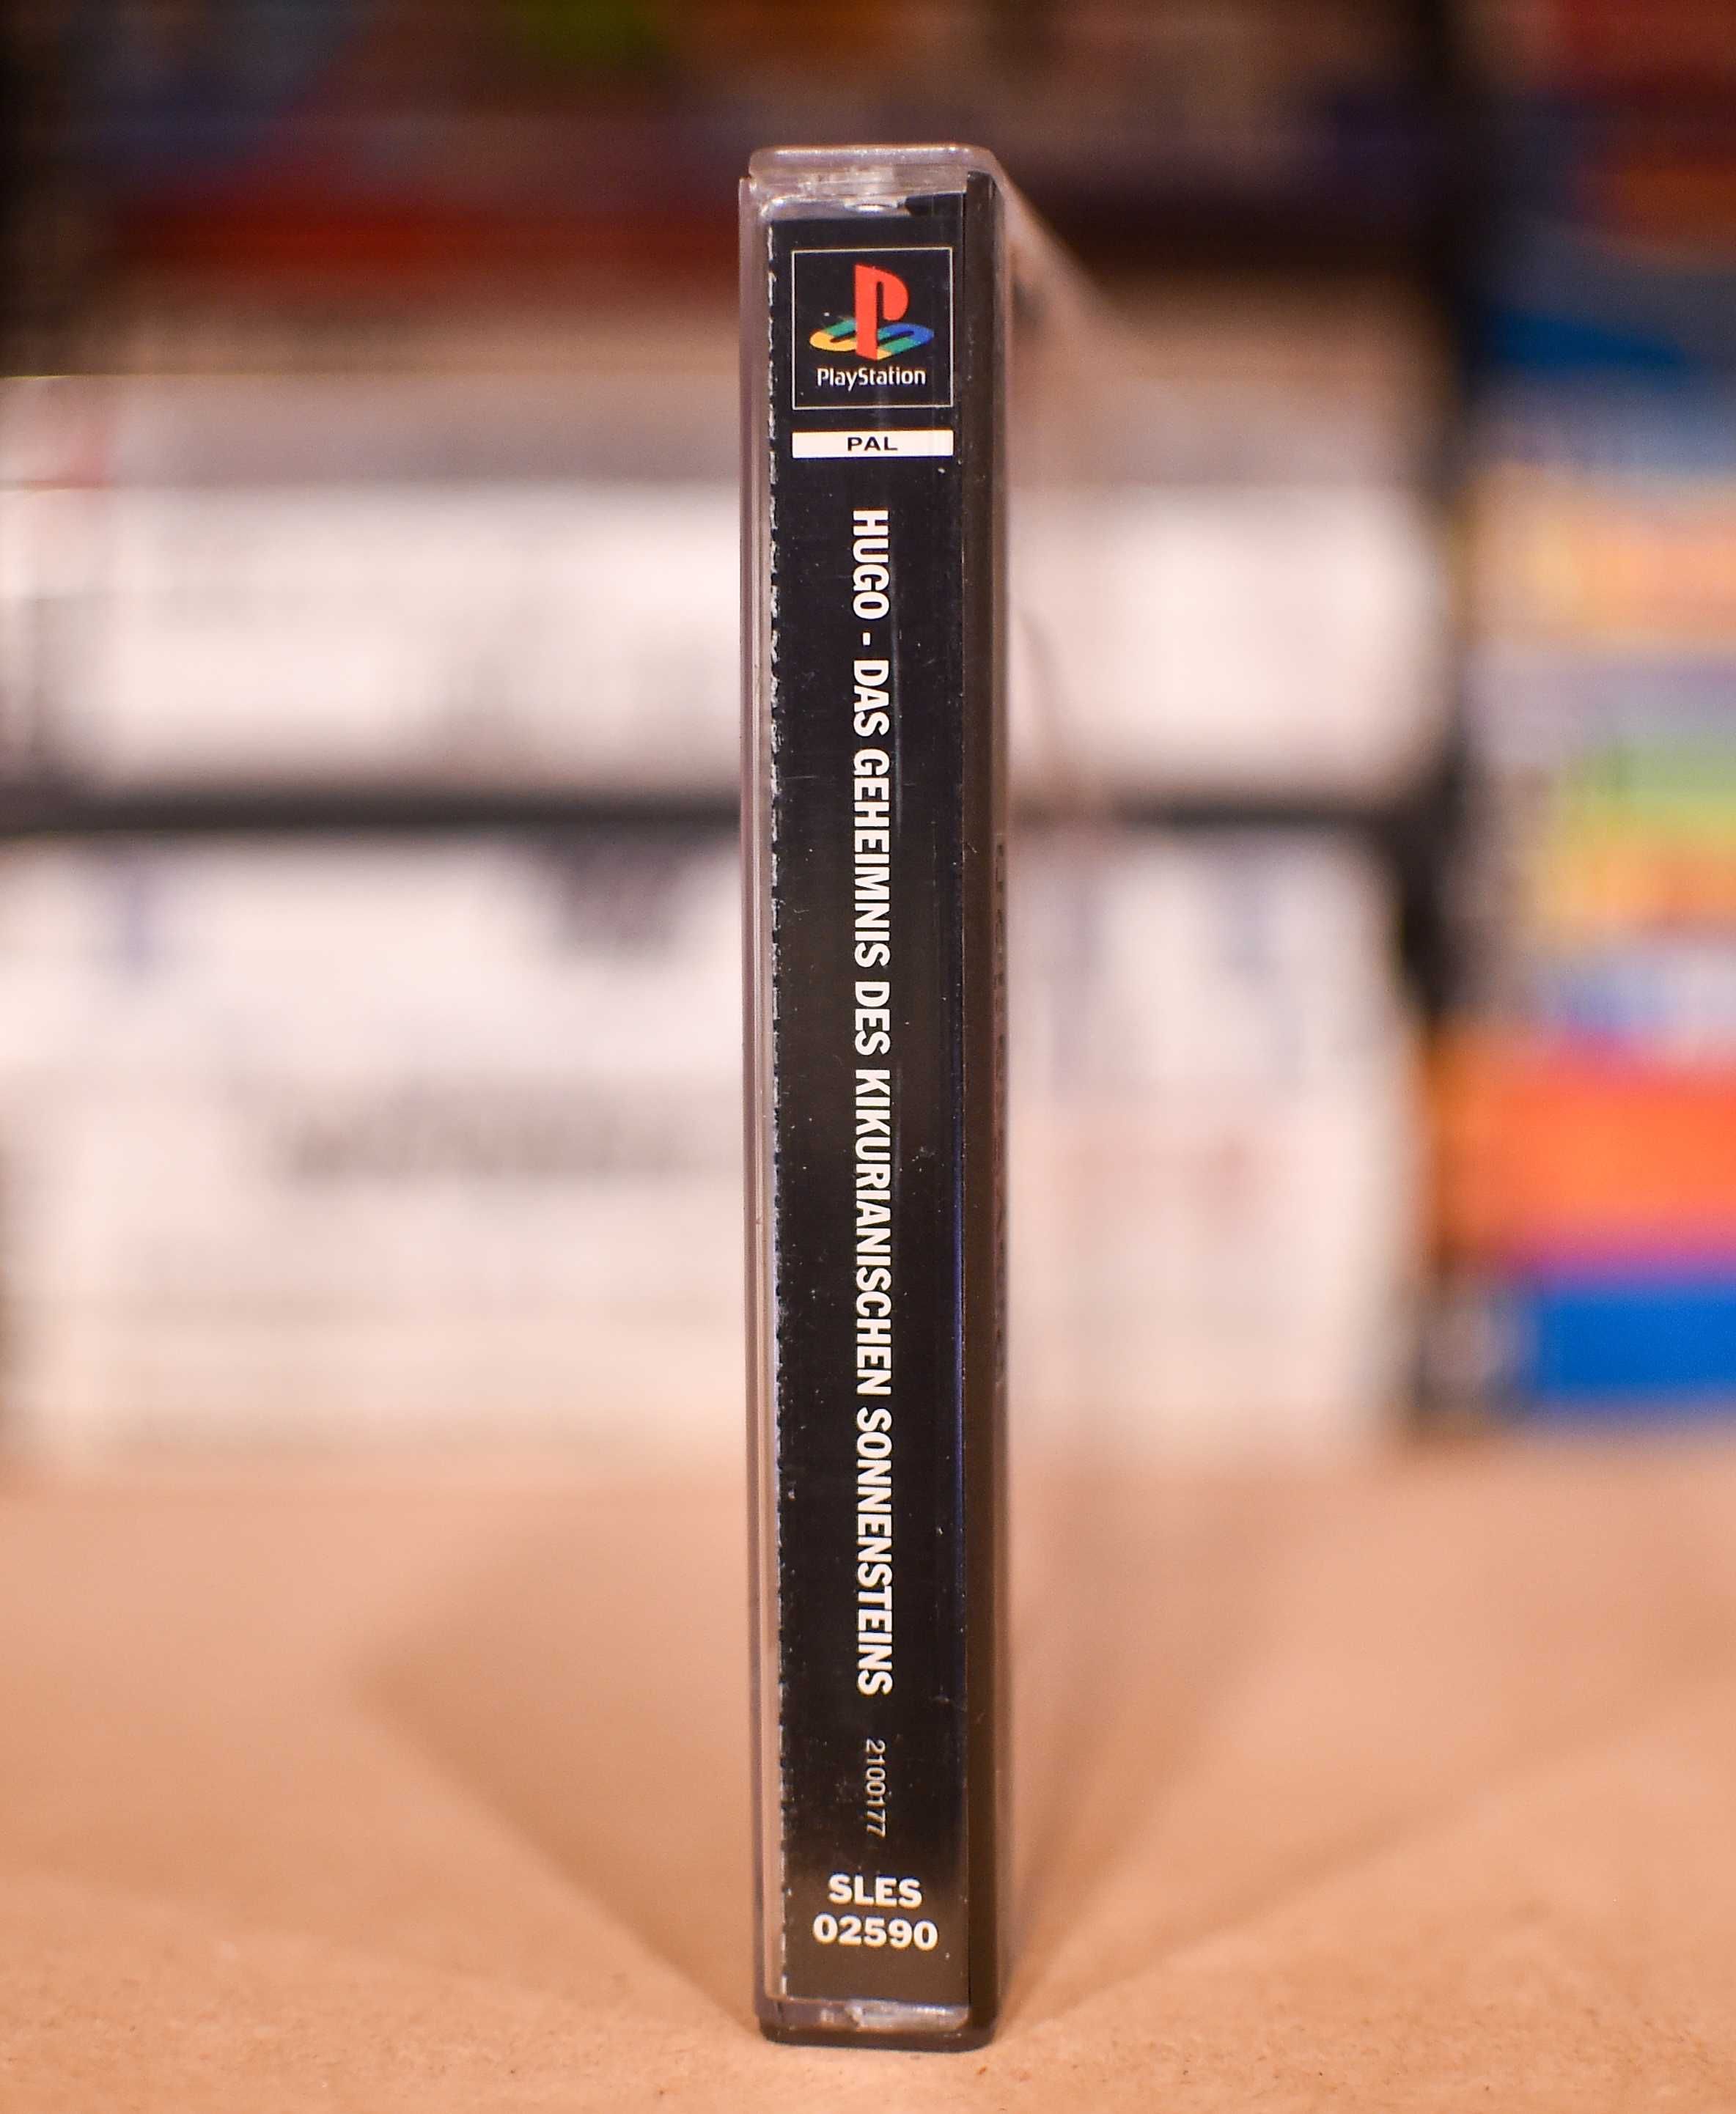 PlayStation
PAL
HUGO - DAS GEHEIMNIS DES KIKURIANISCHEN SONNENSTEINS
2100177
SLES
02590